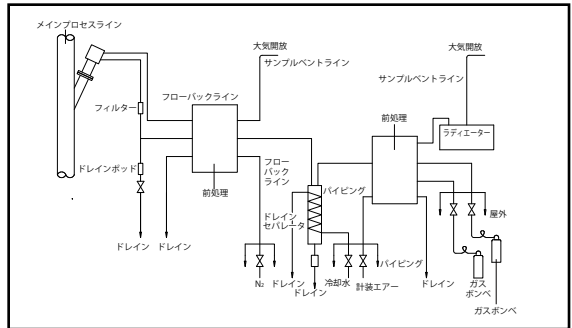 メインプロセスライン
大気開放
サンプルベントライン
フローバックライン
フィルター
ドレインポッド
前処理
ドレイン
ドレイン
フロー
バック
ライン
N₂
ドレイン
セパレータ
パイピング
ドレイン
ドレイン
冷却水
前処理
大気開放
サンプルベントライン
ラディエーター
屋外
パイピング
計装エアー
ドレイン
ガス
ボンベ
ガスボンベ